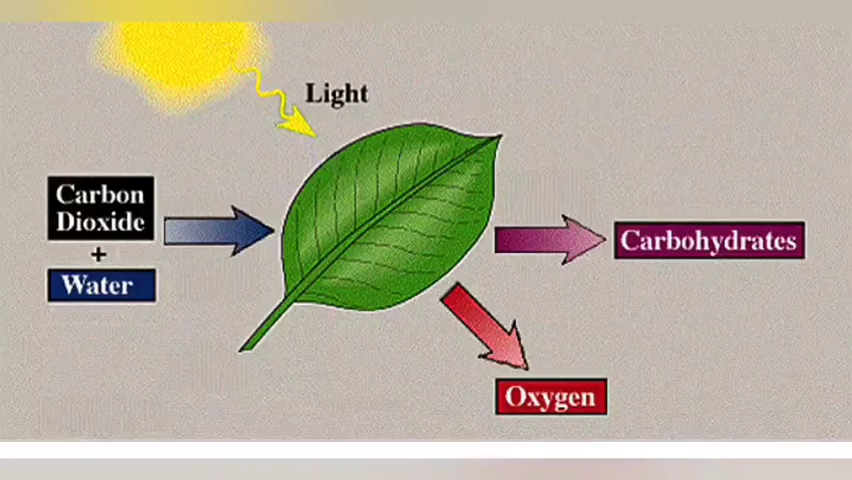 Light
Carbon
Dioxide
+
Water
Carbohydrates
Oxygen